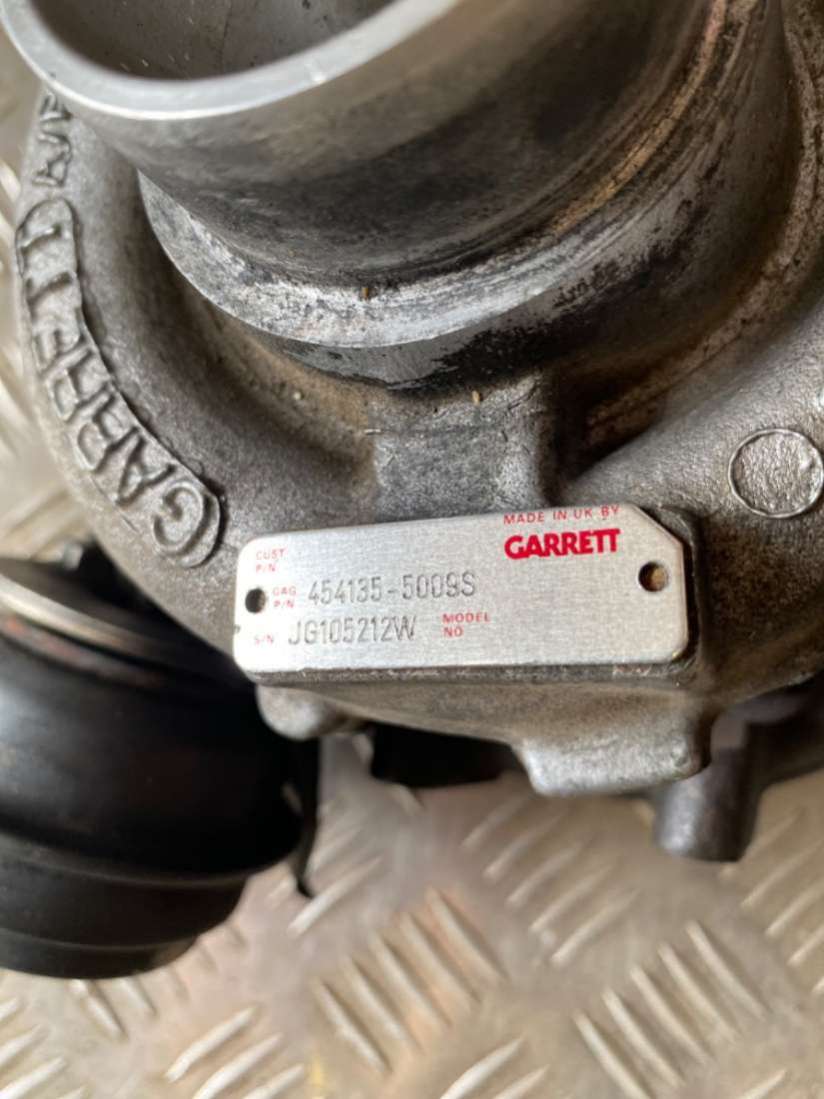 GARRETT
A/R
MADE IN UK BY
GARRETT
CUST.
P/N
GAG
P/N 454135-5009S
S/N JG105212W MODEL
NO